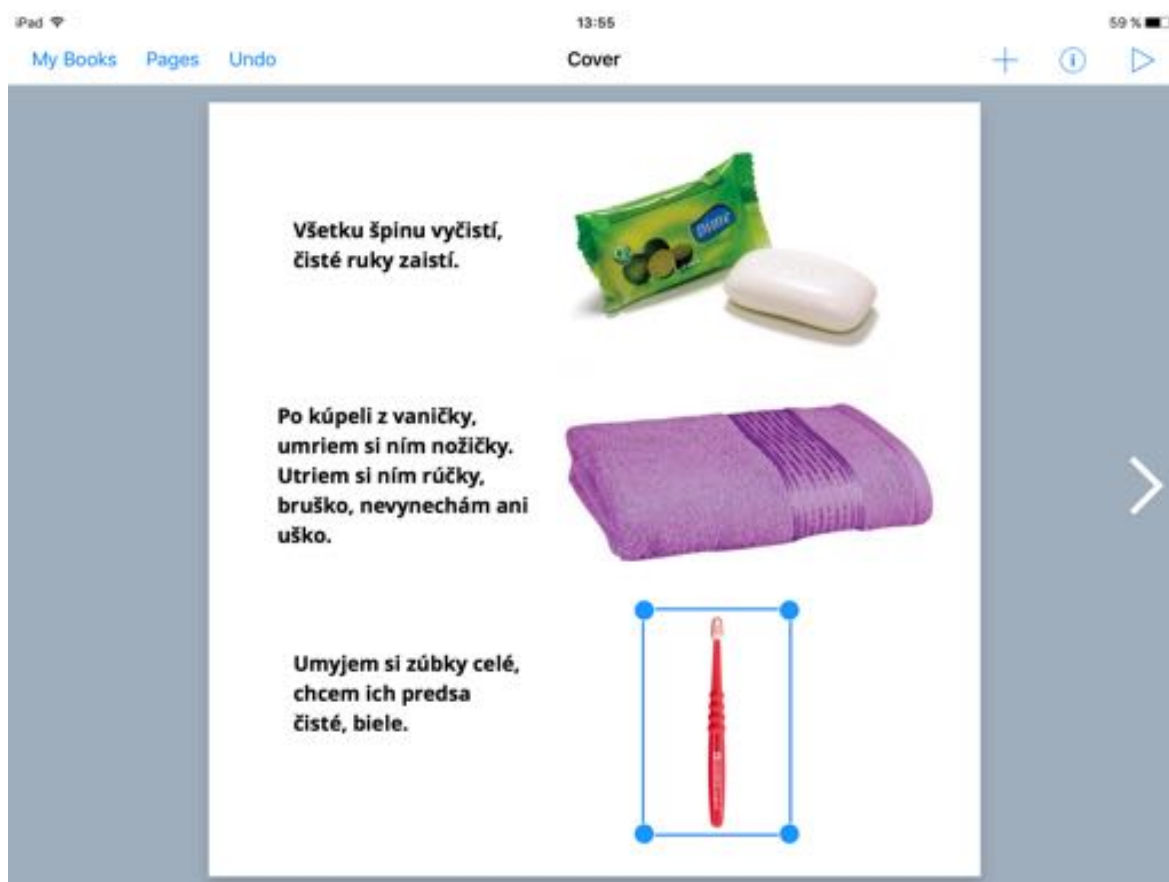 iPad 13:55 59 %
My Books Pages Undo Cover
Všetku špinu vyčistí,
čisté ruky zaistí.
Po kúpeli z vaničky,
umriem si ním nožičky.
Utriem si ním rúčky,
bruško, nevynechám ani
uško.
Umyjem si zúbky celé,
chcem ich predsa
čisté, biele.